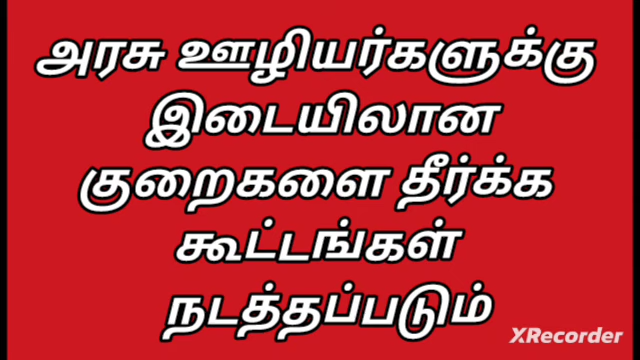 அரசு ஊழியர்களுக்கு
இடையிலான
குறைகளை தீர்க்க
கூட்டங்கள்
நடத்தப்படும்
XRecorder